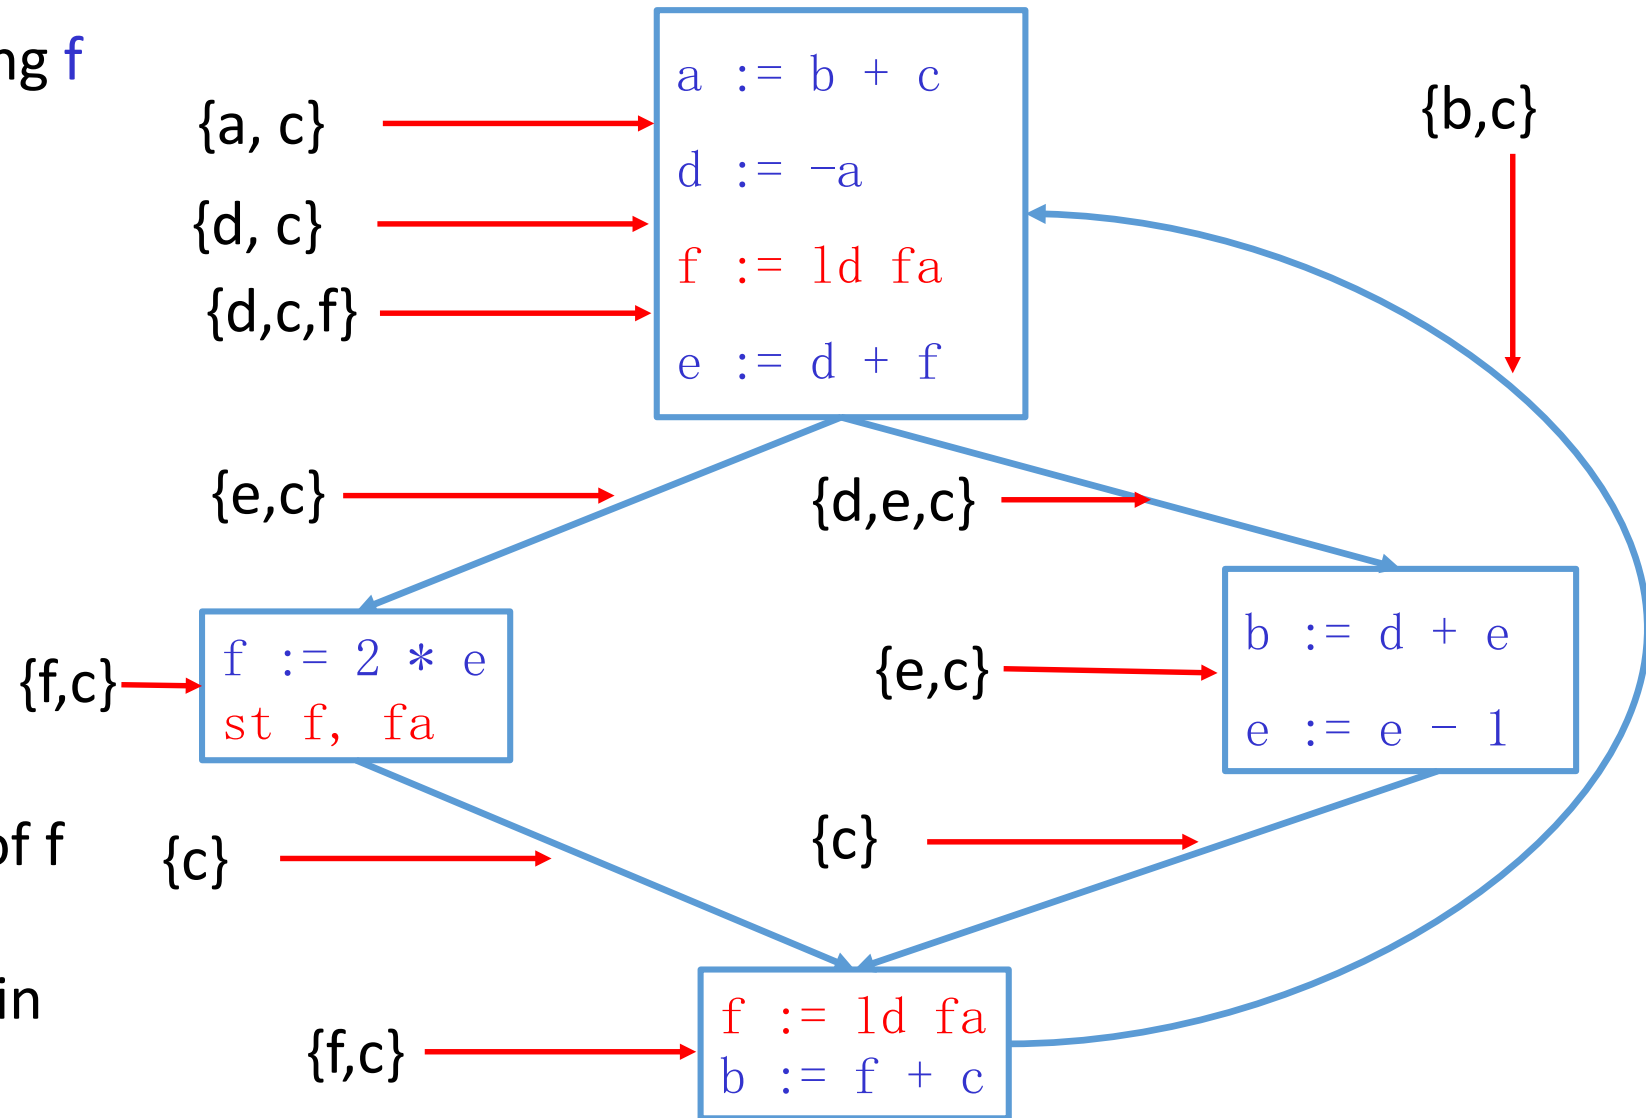 ng f
a := b + c
{b,c}
{a, c}
d := -a
{d, c}
f := ld fa
{d,c,f}
e := d + f
{e,c}
{d,e,c}
f := 2 * e
b := d + e
{f,c}
{e,c}
st f, fa
e := e - 1
of f
{c}
{c}
in
f := ld fa
{f,c}
b := f + c